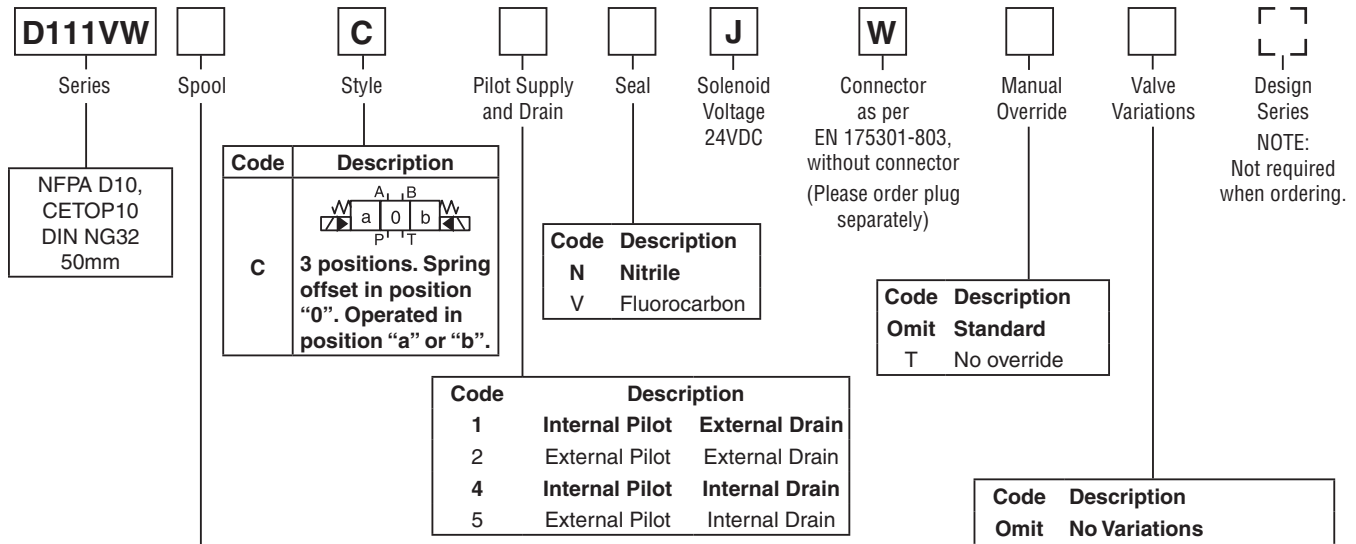 D111VW C J W
Series
Spool
Style
Pilot Supply
and Drain
Seal
Solenoid
Voltage
24VDC
Connector
as per
EN 175301-803,
without connector
(Please order plug
separately)
Manual
Override
Valve
Variations
Design
Series
NOTE:
Not required
when ordering.
NFPA D10,
CETOP10
DIN NG32
50mm
Code Description
A B
a 0 b
P T
C
3 positions. Spring
offset in position
“0”. Operated in
position “a” or “b”.
Code Description
N Nitrile
V Fluorocarbon
Code Description
Omit Standard
T No override
Code Description
1 Internal Pilot External Drain
2 External Pilot External Drain
4 Internal Pilot Internal Drain
5 External Pilot Internal Drain
Code Description
Omit No Variations